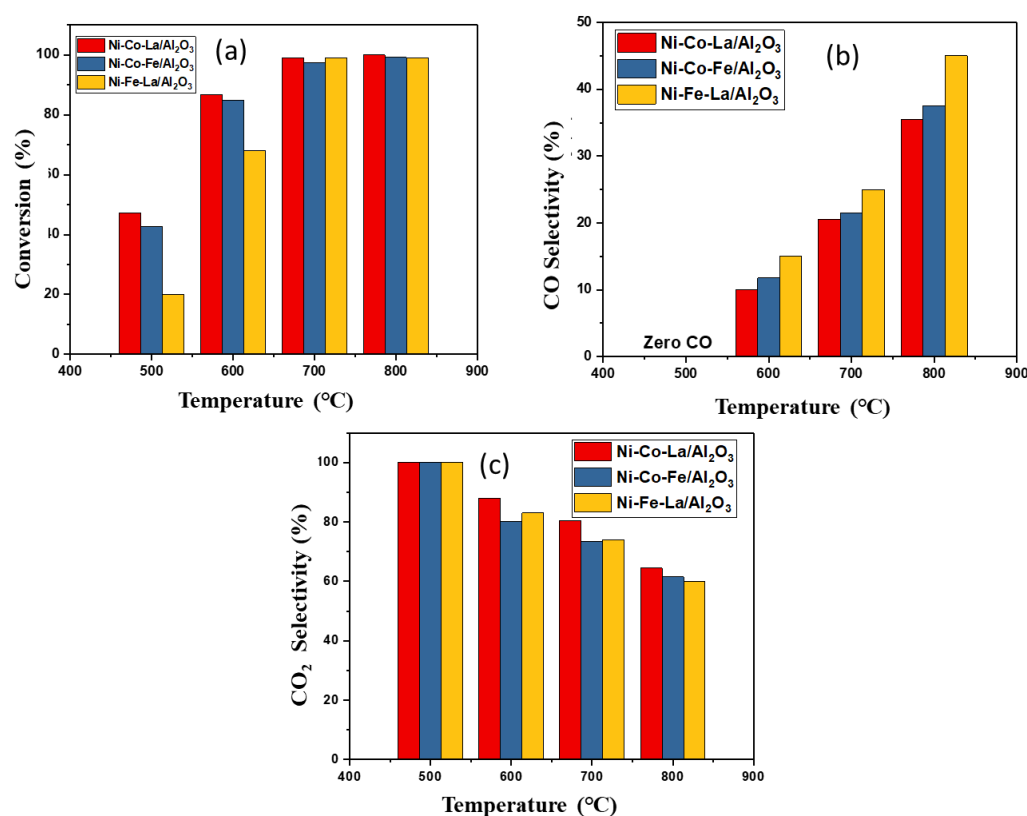 (a)
Ni-Co-La/Al₂O₃
Ni-Co-Fe/Al₂O₃
Ni-Fe-La/Al₂O₃
Conversion (%)
100
80
60
40
20
0
400 500 600 700 800 900
Temperature (°C)
(b)
Ni-Co-La/Al₂O₃
Ni-Co-Fe/Al₂O₃
Ni-Fe-La/Al₂O₃
CO Selectivity (%)
50
40
30
20
10
0
Zero CO
400 500 600 700 800 900
Temperature (°C)
(c)
Ni-Co-La/Al₂O₃
Ni-Co-Fe/Al₂O₃
Ni-Fe-La/Al₂O₃
CO₂ Selectivity (%)
100
80
60
40
20
0
400 500 600 700 800 900
Temperature (°C)